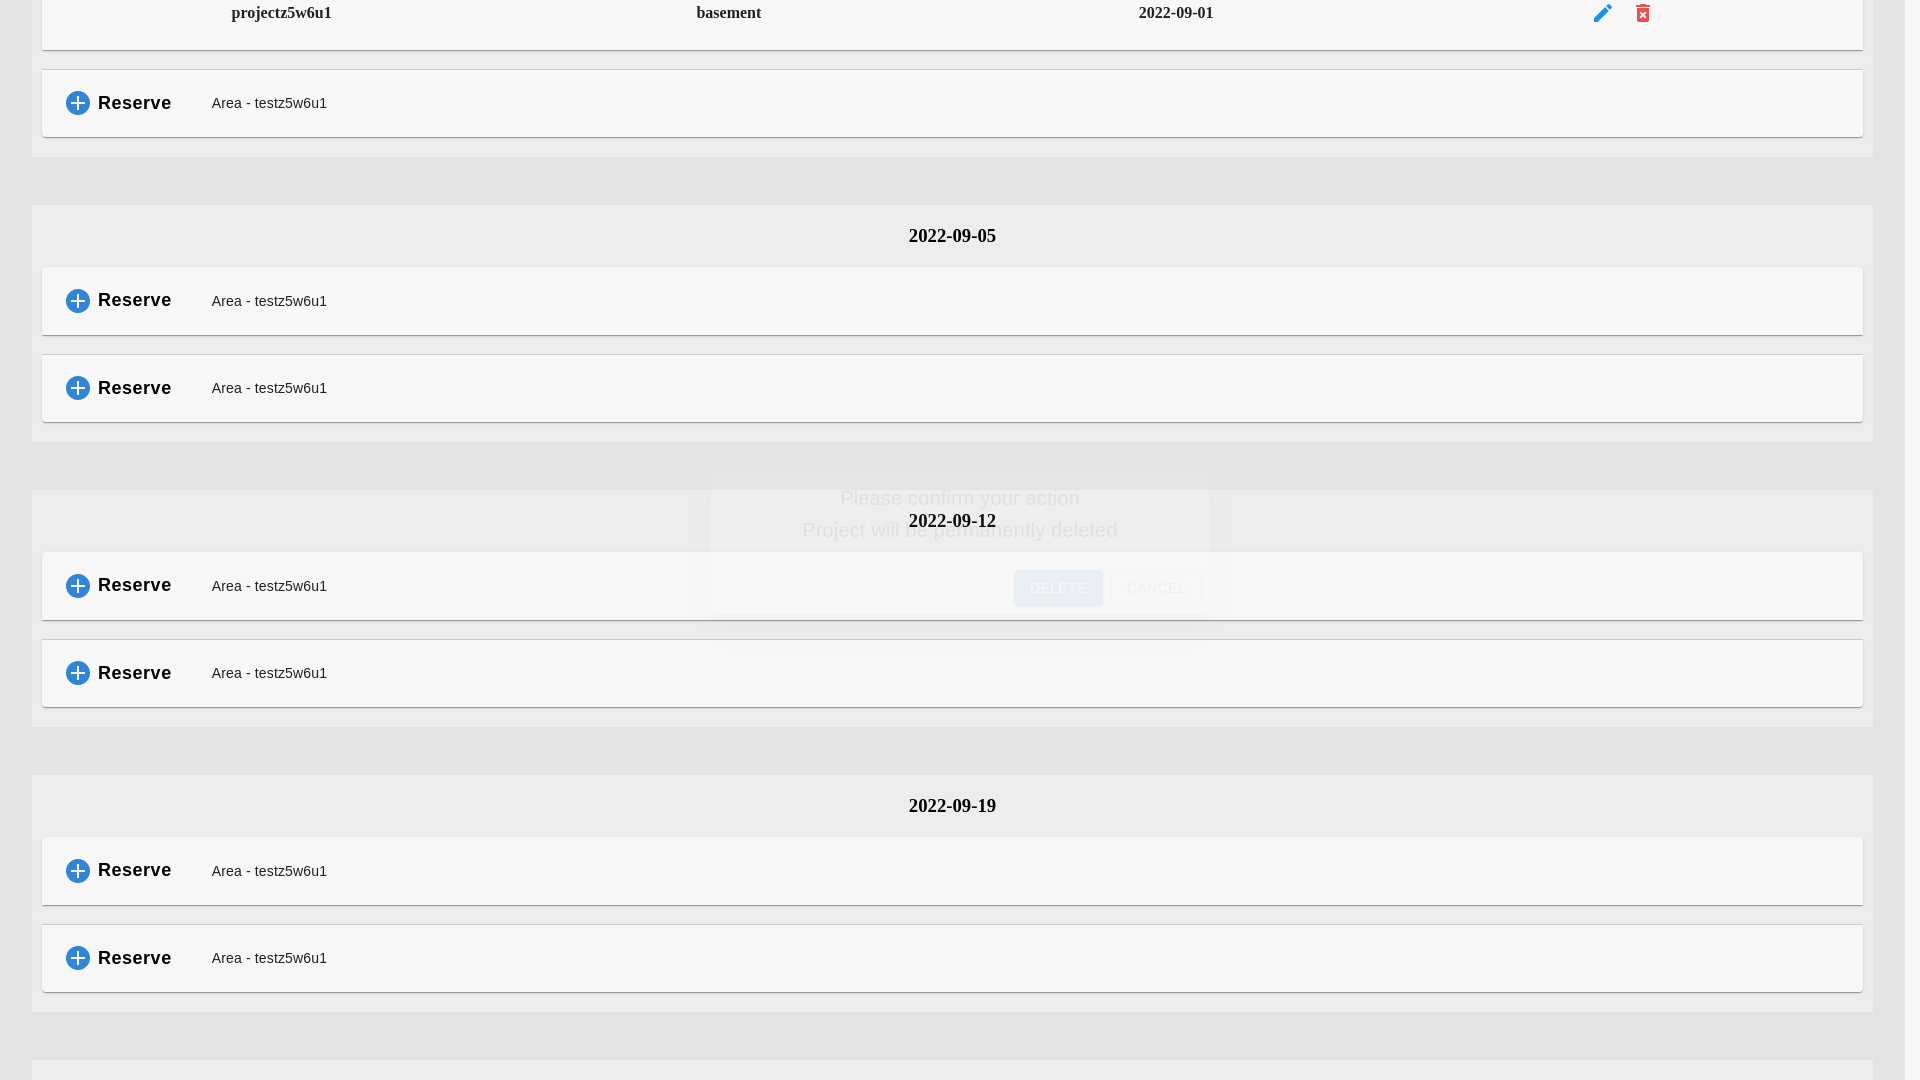 projectz5w6u1 basement 2022-09-01
Reserve Area - testz5w6u1
2022-09-05
Reserve Area - testz5w6u1
Reserve Area - testz5w6u1
Please confirm your action
2022-09-12
Project will be permanently deleted
Reserve Area - testz5w6u1
DELETE CANCEL
Reserve Area - testz5w6u1
2022-09-19
Reserve Area - testz5w6u1
Reserve Area - testz5w6u1